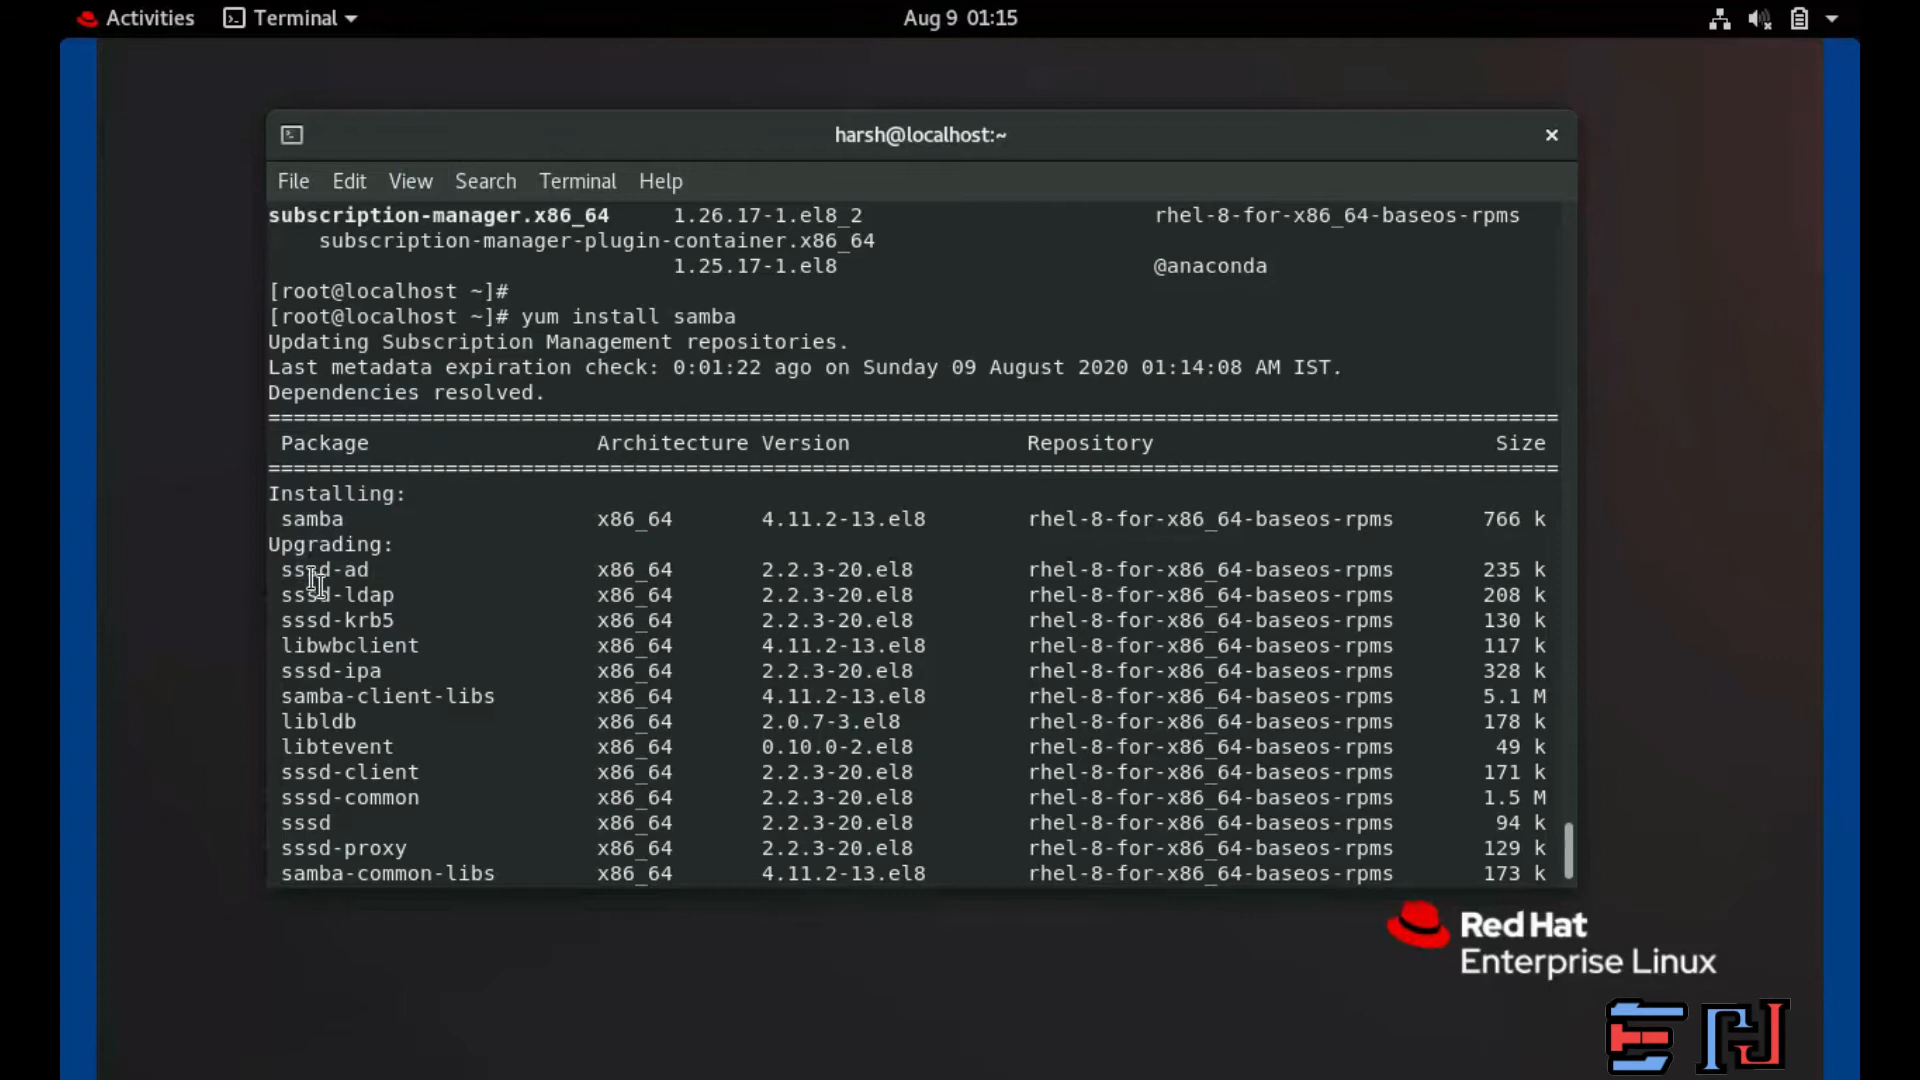 Activities Terminal Aug 9 01:15
harsh@localhost:~
File Edit View Search Terminal Help
subscription-manager.x86_64 1.26.17-1.el8_2 rhel-8-for-x86_64-baseos-rpms
subscription-manager-plugin-container.x86_64
1.25.17-1.el8 @anaconda
[root@localhost ~]#
[root@localhost ~]# yum install samba
Updating Subscription Management repositories.
Last metadata expiration check: 0:01:22 ago on Sunday 09 August 2020 01:14:08 AM IST.
Dependencies resolved.
================================================================================
Package Architecture Version Repository Size
================================================================================
Installing:
samba x86_64 4.11.2-13.el8 rhel-8-for-x86_64-baseos-rpms 766 k
Upgrading:
sssd-ad x86_64 2.2.3-20.el8 rhel-8-for-x86_64-baseos-rpms 235 k
sssd-ldap x86_64 2.2.3-20.el8 rhel-8-for-x86_64-baseos-rpms 208 k
sssd-krb5 x86_64 2.2.3-20.el8 rhel-8-for-x86_64-baseos-rpms 130 k
libwbclient x86_64 4.11.2-13.el8 rhel-8-for-x86_64-baseos-rpms 117 k
sssd-ipa x86_64 2.2.3-20.el8 rhel-8-for-x86_64-baseos-rpms 328 k
samba-client-libs x86_64 4.11.2-13.el8 rhel-8-for-x86_64-baseos-rpms 5.1 M
libldb x86_64 2.0.7-3.el8 rhel-8-for-x86_64-baseos-rpms 178 k
libtevent x86_64 0.10.0-2.el8 rhel-8-for-x86_64-baseos-rpms 49 k
sssd-client x86_64 2.2.3-20.el8 rhel-8-for-x86_64-baseos-rpms 171 k
sssd-common x86_64 2.2.3-20.el8 rhel-8-for-x86_64-baseos-rpms 1.5 M
sssd x86_64 2.2.3-20.el8 rhel-8-for-x86_64-baseos-rpms 94 k
sssd-proxy x86_64 2.2.3-20.el8 rhel-8-for-x86_64-baseos-rpms 129 k
samba-common-libs x86_64 4.11.2-13.el8 rhel-8-for-x86_64-baseos-rpms 173 k
Red Hat
Enterprise Linux